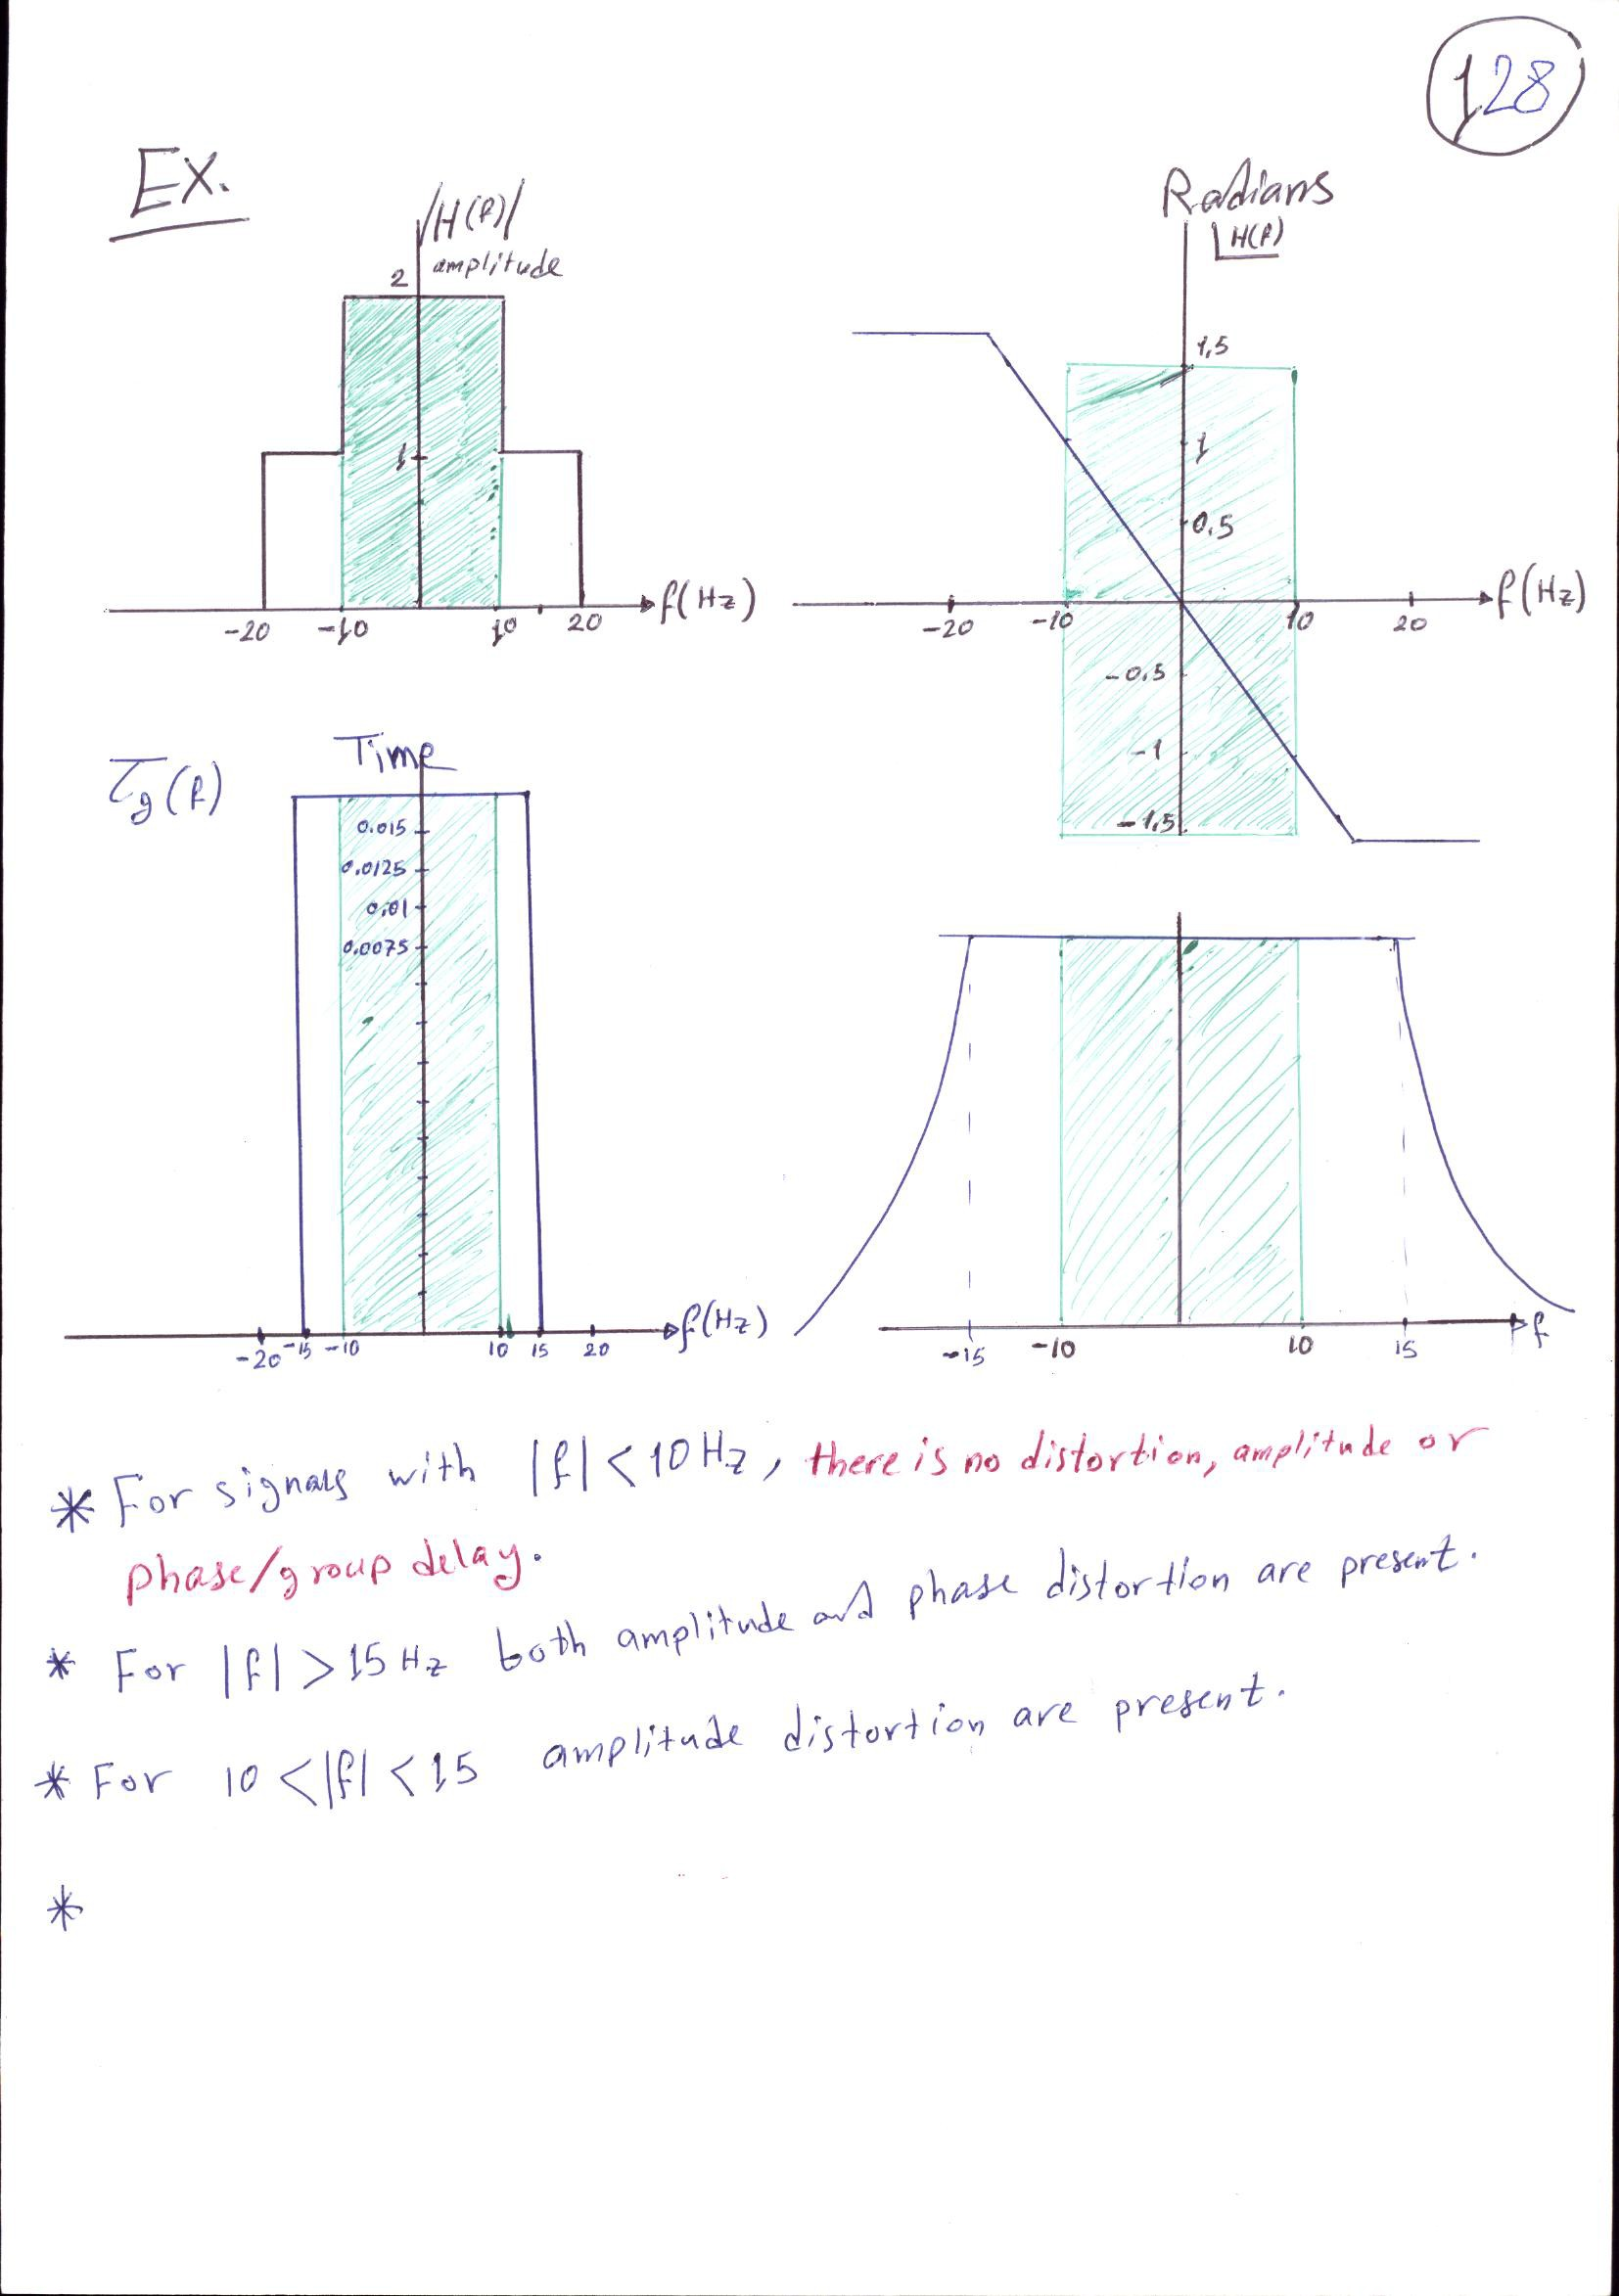 128
EX.
|H(f)|
amplitude
2
1
-20 -10 10 20 f(Hz)
Radians
H(f)
1,5
1
0.5
-20 -10 10 20 f(Hz)
-0.5
-1
-1,5
τg(f)
Time
0.015
0.0125
0,01
0.0075
-20 -15 -10 10 15 20 f(Hz)
-15 -10 10 15 f
* For signals with |f| < 10 Hz, there is no distortion, amplitude or
phase/group delay.
* For |f| > 15 Hz both amplitude and phase distortion are present.
* For 10 < |f| < 15 amplitude distortion are present.
*